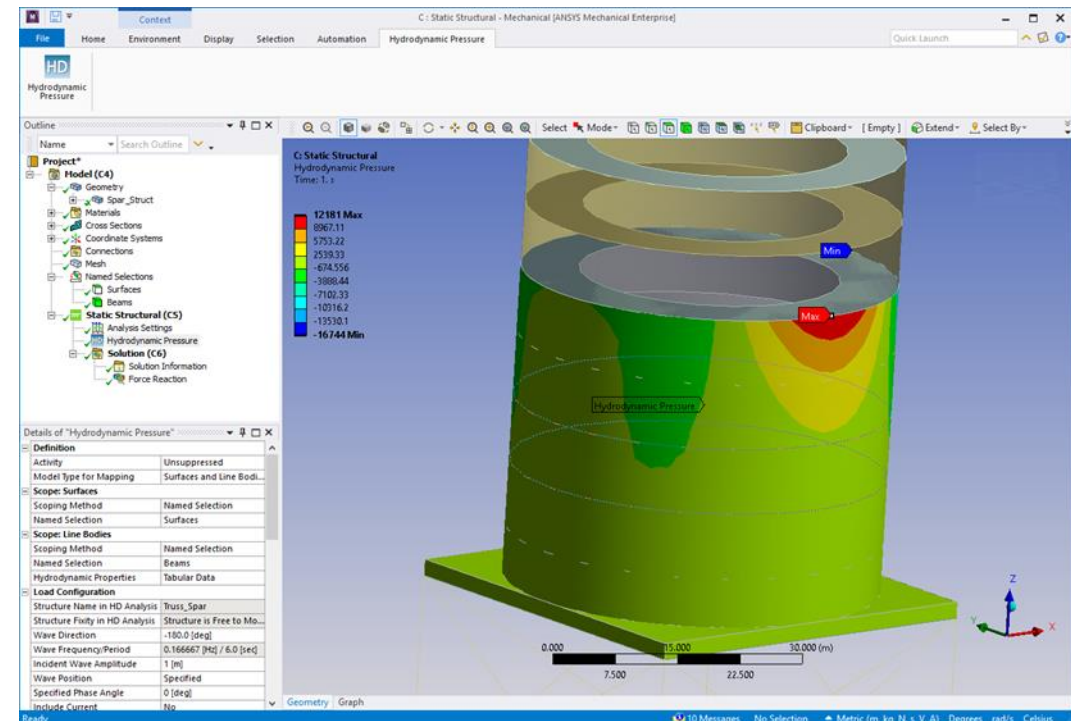 Context
C : Static Structural - Mechanical [ANSYS Mechanical Enterprise]
File Home Environment Display Selection Automation Hydrodynamic Pressure
Quick Launch
HD
Hydrodynamic
Pressure
Outline
Name Search Outline
Select Mode Clipboard [ Empty ] Extend Select By
Project*
Model (C4)
Geometry
Spar_Struct
Materials
Cross Sections
Coordinate Systems
Connections
Mesh
Named Selections
Surfaces
Beams
Static Structural (C5)
Analysis Settings
Hydrodynamic Pressure
Solution (C6)
Solution Information
Force Reaction
C: Static Structural
Hydrodynamic Pressure
Time: 1. s
12181 Max
8967.11
5753.22
2539.33
-674.556
-3888.44
-7102.33
-10316.2
-13530.1
-16744 Min
Min
Max
Hydrodynamic Pressure
Details of "Hydrodynamic Pressure"
Definition
Activity Unsuppressed
Model Type for Mapping Surfaces and Line Bodi...
Scope: Surfaces
Scoping Method Named Selection
Named Selection Surfaces
Scope: Line Bodies
Scoping Method Named Selection
Named Selection Beams
Hydrodynamic Properties Tabular Data
Load Configuration
Structure Name in HD Analysis Truss_Spar
Structure Fixity in HD Analysis Structure is Free to Mo...
Wave Direction -180.0 [deg]
Wave Frequency/Period 0.166667 [Hz] / 6.0 [sec]
Incident Wave Amplitude 1 [m]
Wave Position Specified
Specified Phase Angle 0 [deg]
Include Current No
0.000 15.000 30.000 (m)
7.500 22.500
Z
Y
X
Geometry Graph
Ready 10 Messages No Selection Metric (m, kg, N, s, V, A) Degrees rad/s Celsius